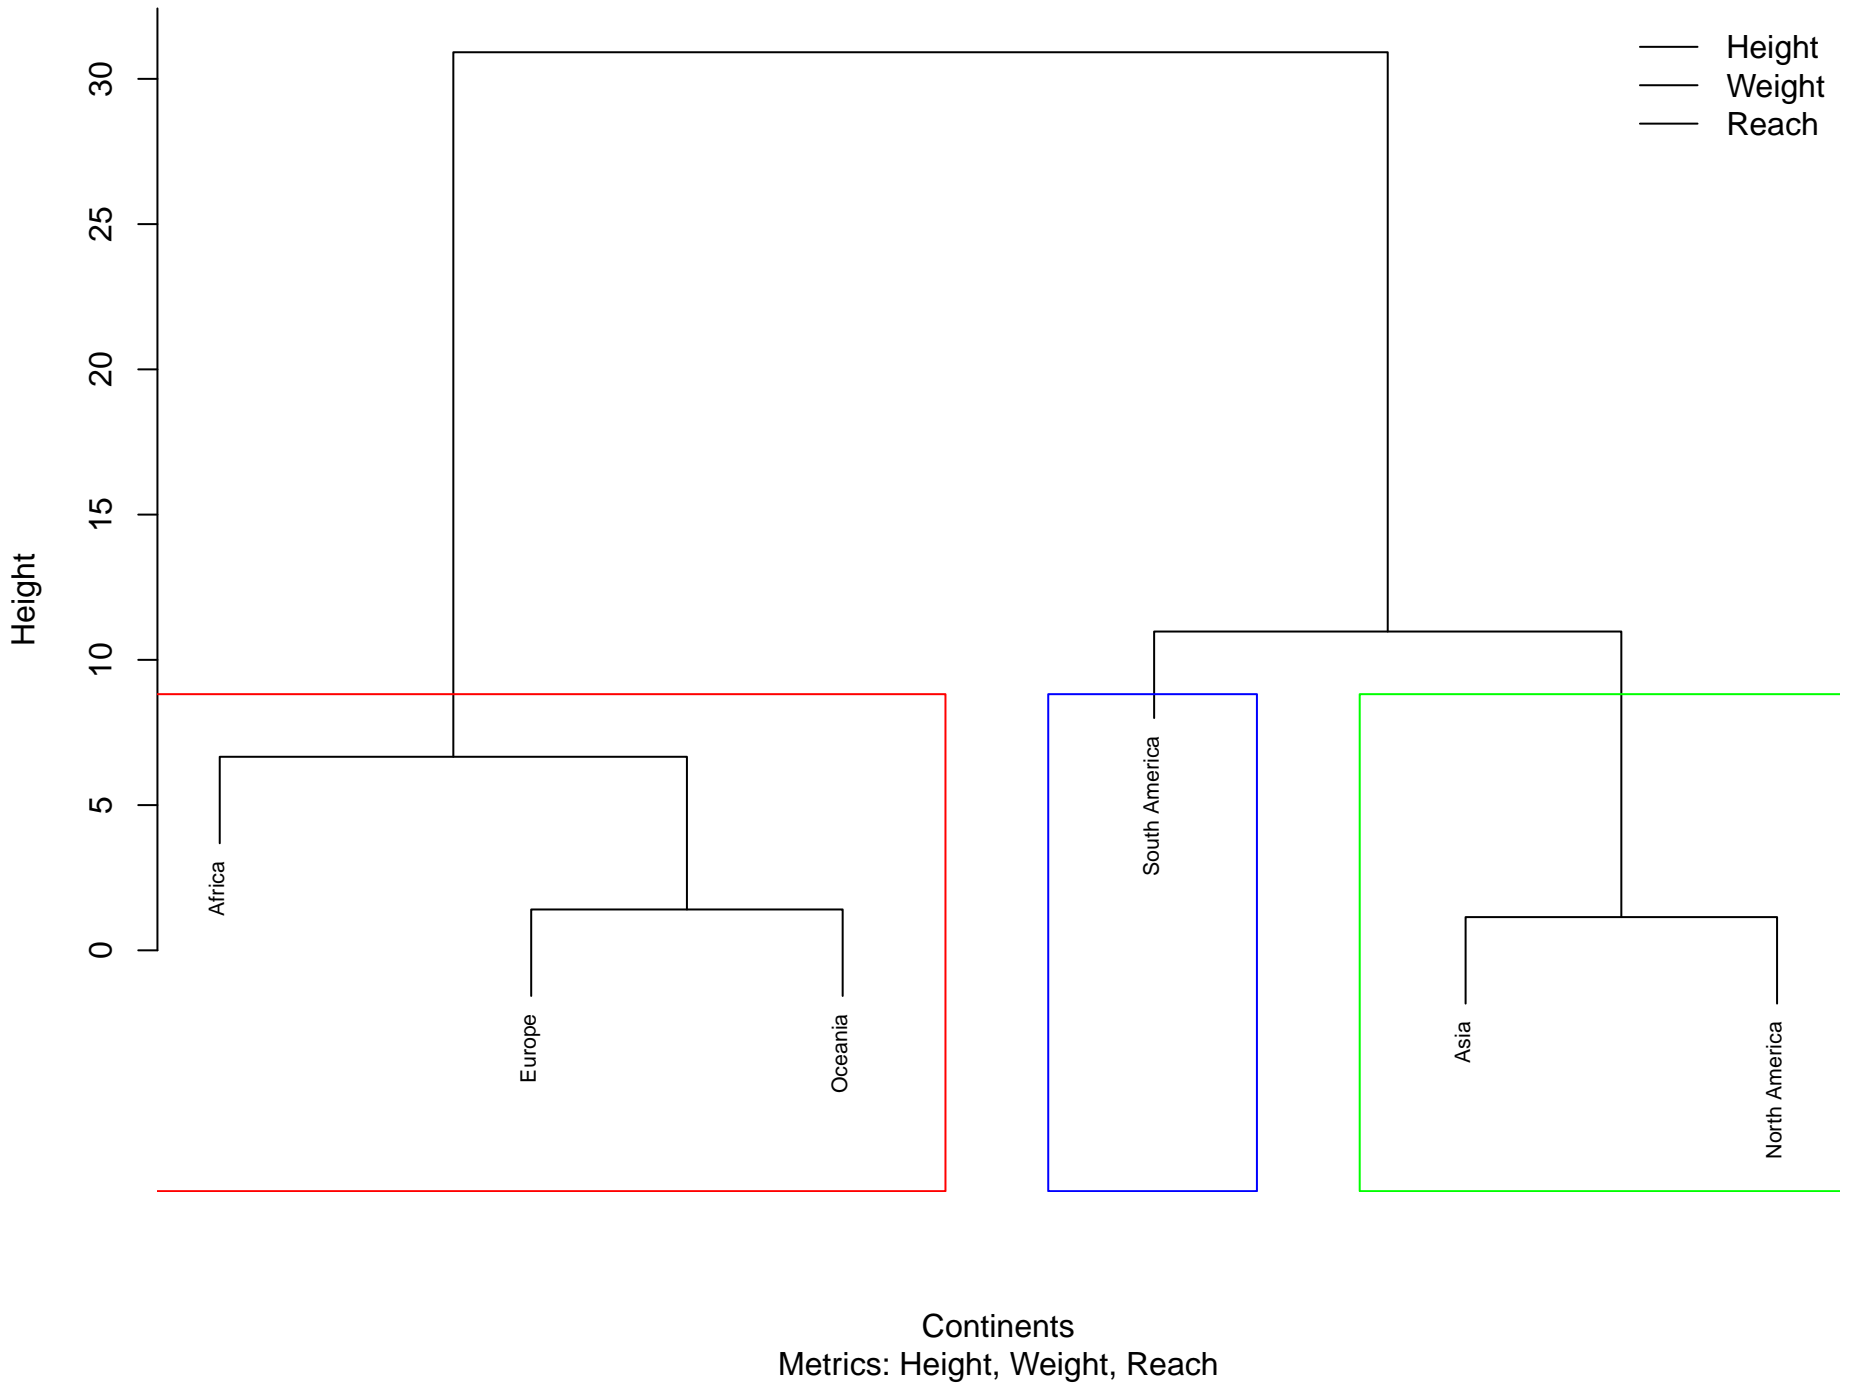 Height
Weight
Reach
30
25
20
15
10
5
0
Height
Africa
Europe
Oceania
South America
Asia
North America
Continents
Metrics: Height, Weight, Reach